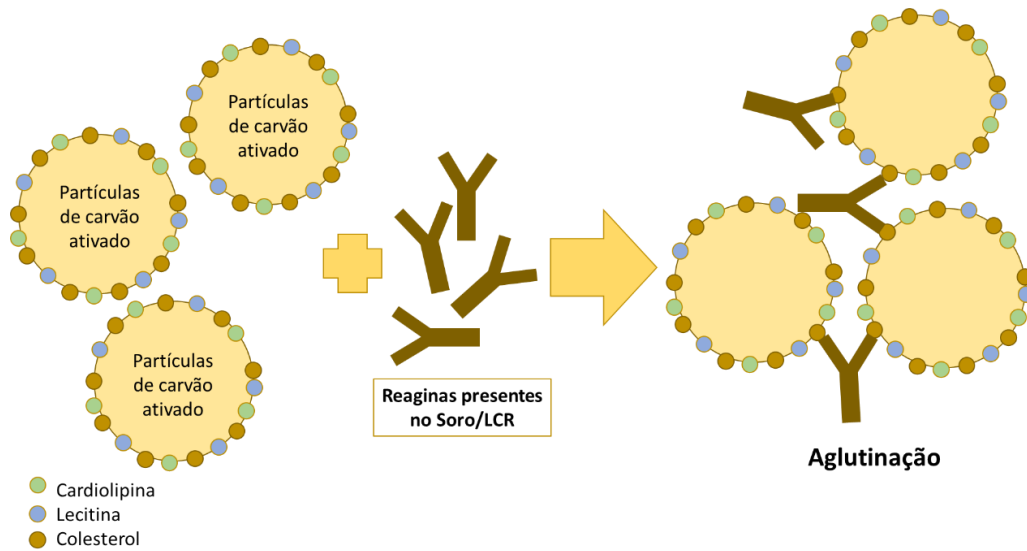 Partículas
de carvão
ativado
Partículas
de carvão
ativado
Partículas
de carvão
ativado
Reaginas presentes
no Soro/LCR
Aglutinação
Cardiolipina
Lecitina
Colesterol